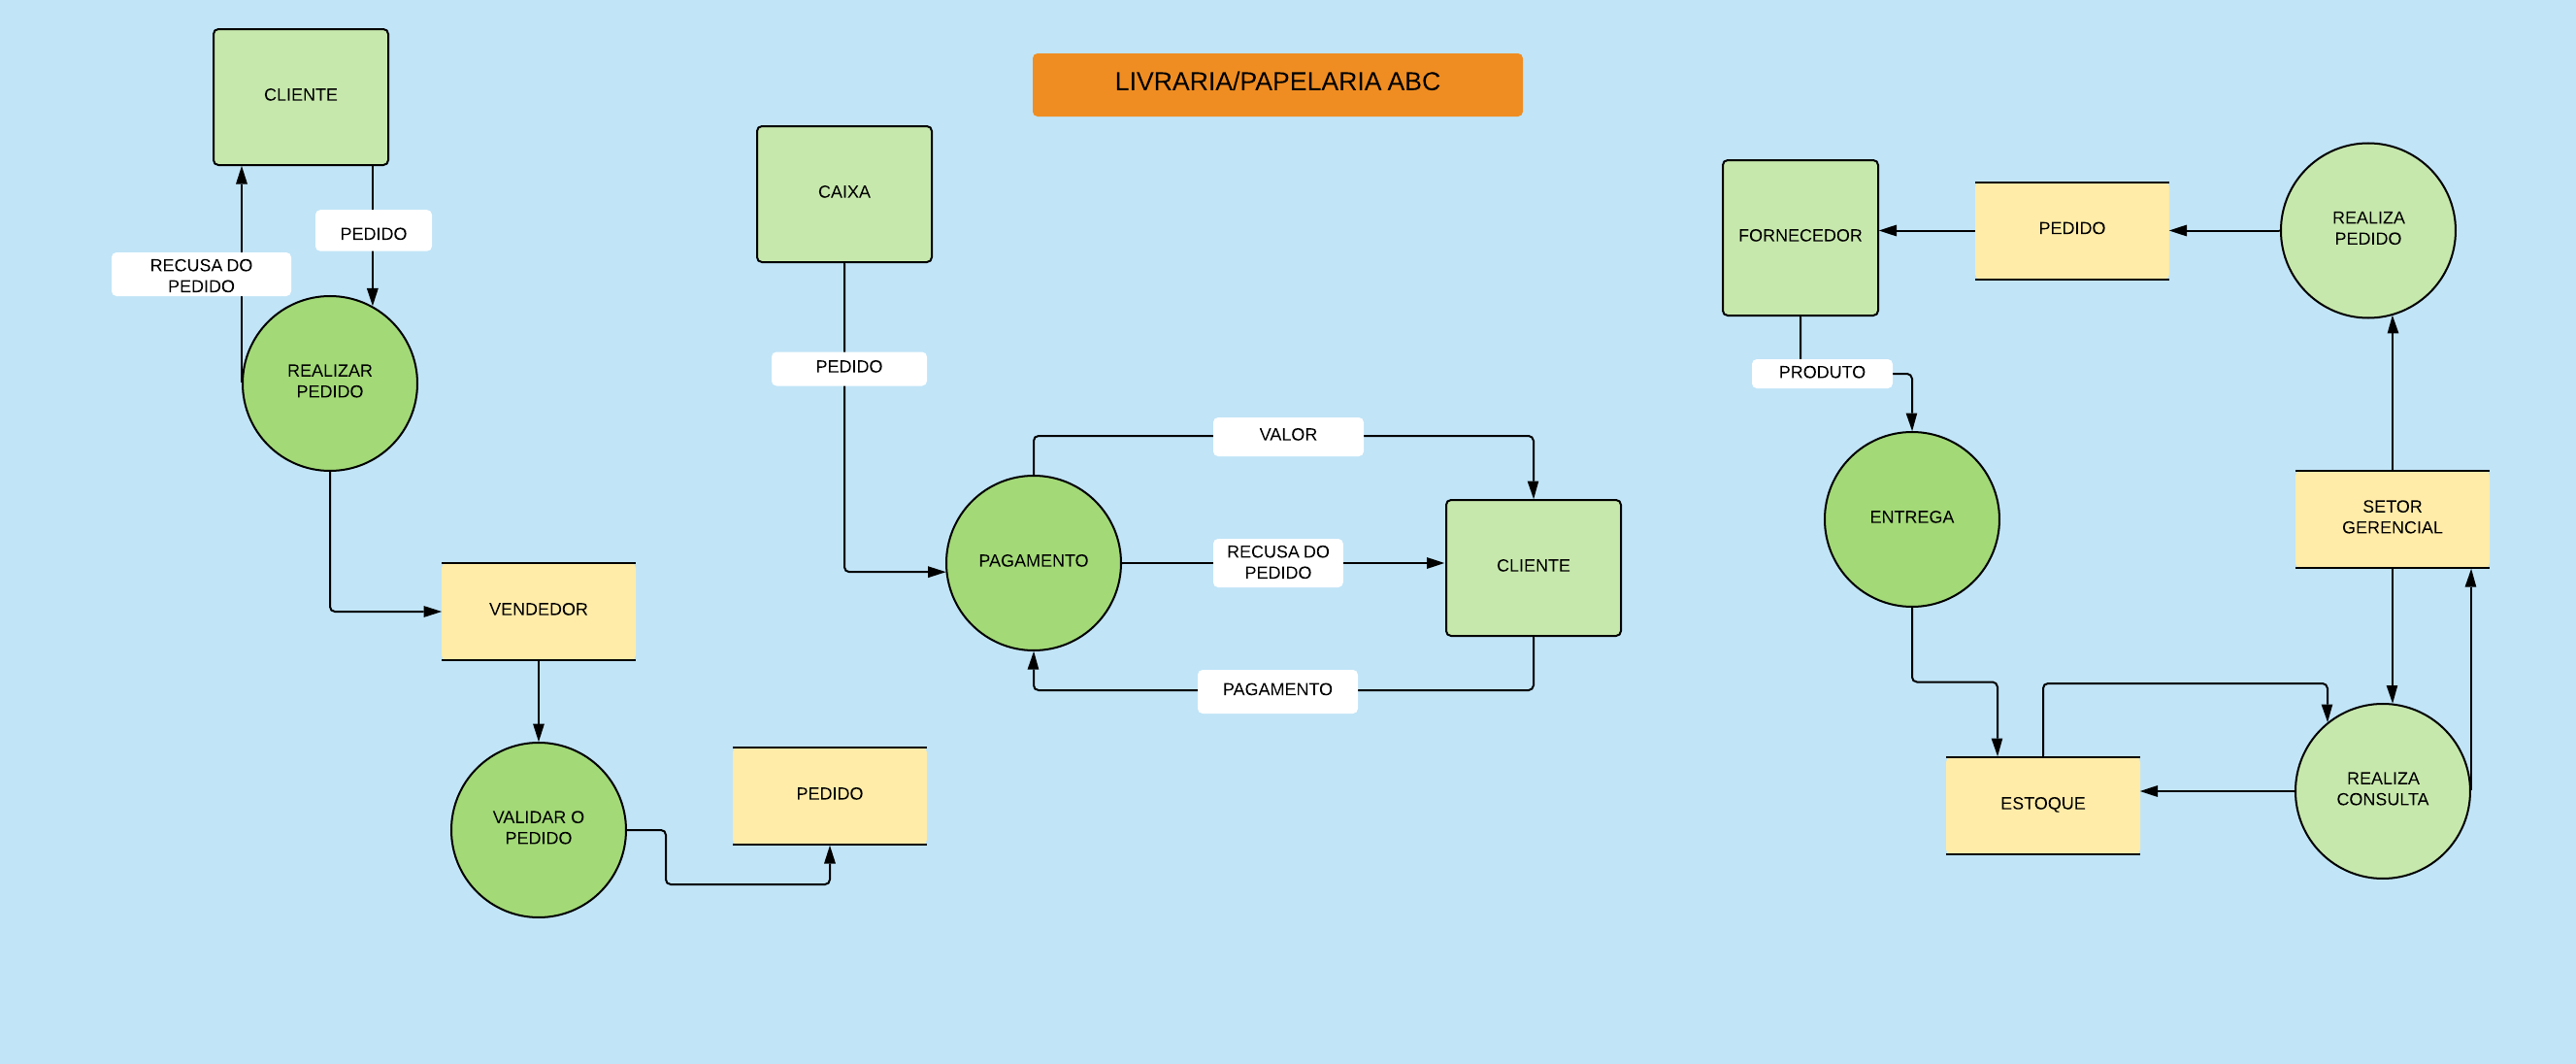 LIVRARIA/PAPELARIA ABC
CLIENTE
PEDIDO
RECUSA DO
PEDIDO
REALIZAR
PEDIDO
VENDEDOR
VALIDAR O
PEDIDO
PEDIDO
CAIXA
PEDIDO
PAGAMENTO
VALOR
RECUSA DO
PEDIDO
CLIENTE
PAGAMENTO
FORNECEDOR
PEDIDO
REALIZA
PEDIDO
PRODUTO
ENTREGA
SETOR
GERENCIAL
ESTOQUE
REALIZA
CONSULTA